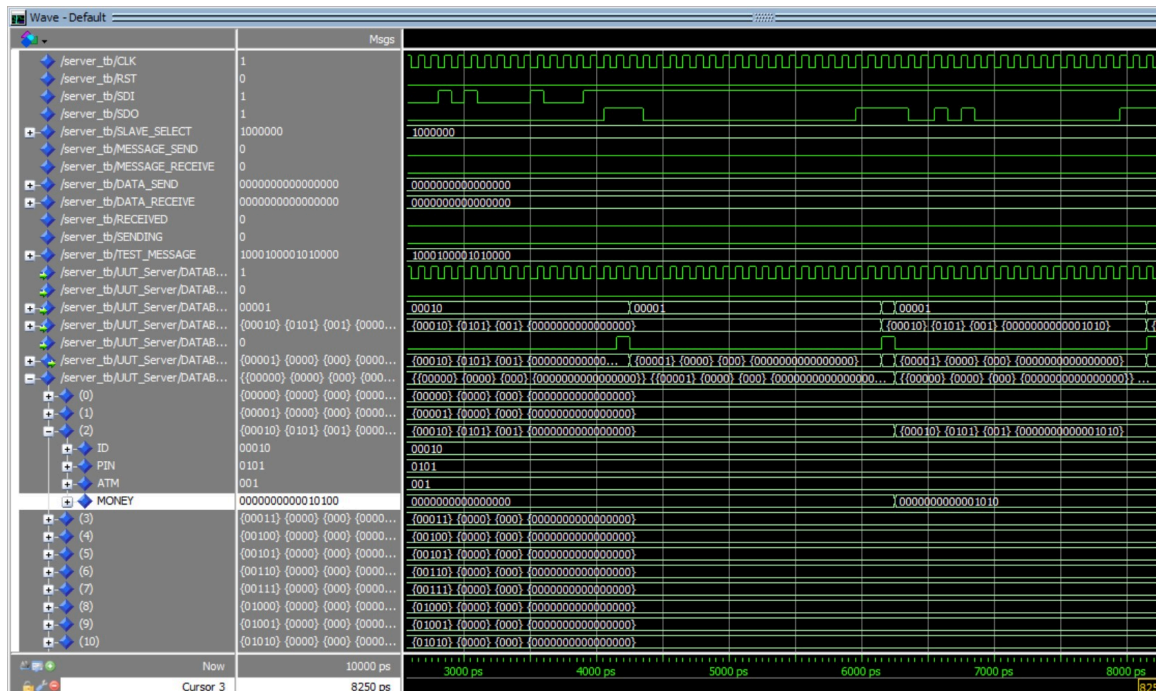 Wave - Default
Msgs
/server_tb/CLK 1
/server_tb/RST 0
/server_tb/SDI 1
/server_tb/SDO 1
/server_tb/SLAVE_SELECT 1000000 1000000
/server_tb/MESSAGE_SEND 0
/server_tb/MESSAGE_RECEIVE 0
/server_tb/DATA_SEND 0000000000000000 0000000000000000
/server_tb/DATA_RECEIVE 0000000000000000 0000000000000000
/server_tb/RECEIVED 0
/server_tb/SENDING 0
/server_tb/TEST_MESSAGE 1000100001010000 1000100001010000
/server_tb/UUT_Server/DATAB... 1
/server_tb/UUT_Server/DATAB... 0
/server_tb/UUT_Server/DATAB... 00001 00010 00001 00001
/server_tb/UUT_Server/DATAB... {00010} {0101} {001} {0000... {00010} {0101} {001} {0000000000000000} {00010} {0101} {001} {0000000000001010} {
/server_tb/UUT_Server/DATAB... 0
/server_tb/UUT_Server/DATAB... {00001} {0000} {000} {0000... {00010} {0101} {001} {000000000000... {00001} {0000} {000} {0000000000000000} {00001} {0000} {000} {0000000000000000}
/server_tb/UUT_Server/DATAB... {{00000} {0000} {000} {000... {{00000} {0000} {000} {0000000000000000}} {{00001} {0000} {000} {000000000000000... {{00000} {0000} {000} {0000000000000000}} ...
(0) {00000} {0000} {000} {0000... {00000} {0000} {000} {0000000000000000}
(1) {00001} {0000} {000} {0000... {00001} {0000} {000} {0000000000000000}
(2) {00010} {0101} {001} {0000... {00010} {0101} {001} {0000000000000000} {00010} {0101} {001} {0000000000001010}
ID 00010 00010
PIN 0101 0101
ATM 001 001
MONEY 0000000000010100 0000000000000000 0000000000001010
(3) {00011} {0000} {000} {0000... {00011} {0000} {000} {0000000000000000}
(4) {00100} {0000} {000} {0000... {00100} {0000} {000} {0000000000000000}
(5) {00101} {0000} {000} {0000... {00101} {0000} {000} {0000000000000000}
(6) {00110} {0000} {000} {0000... {00110} {0000} {000} {0000000000000000}
(7) {00111} {0000} {000} {0000... {00111} {0000} {000} {0000000000000000}
(8) {01000} {0000} {000} {0000... {01000} {0000} {000} {0000000000000000}
(9) {01001} {0000} {000} {0000... {01001} {0000} {000} {0000000000000000}
(10) {01010} {0000} {000} {0000... {01010} {0000} {000} {0000000000000000}
Now 10000 ps 3000 ps 4000 ps 5000 ps 6000 ps 7000 ps 8000 ps
Cursor 3 8250 ps 825